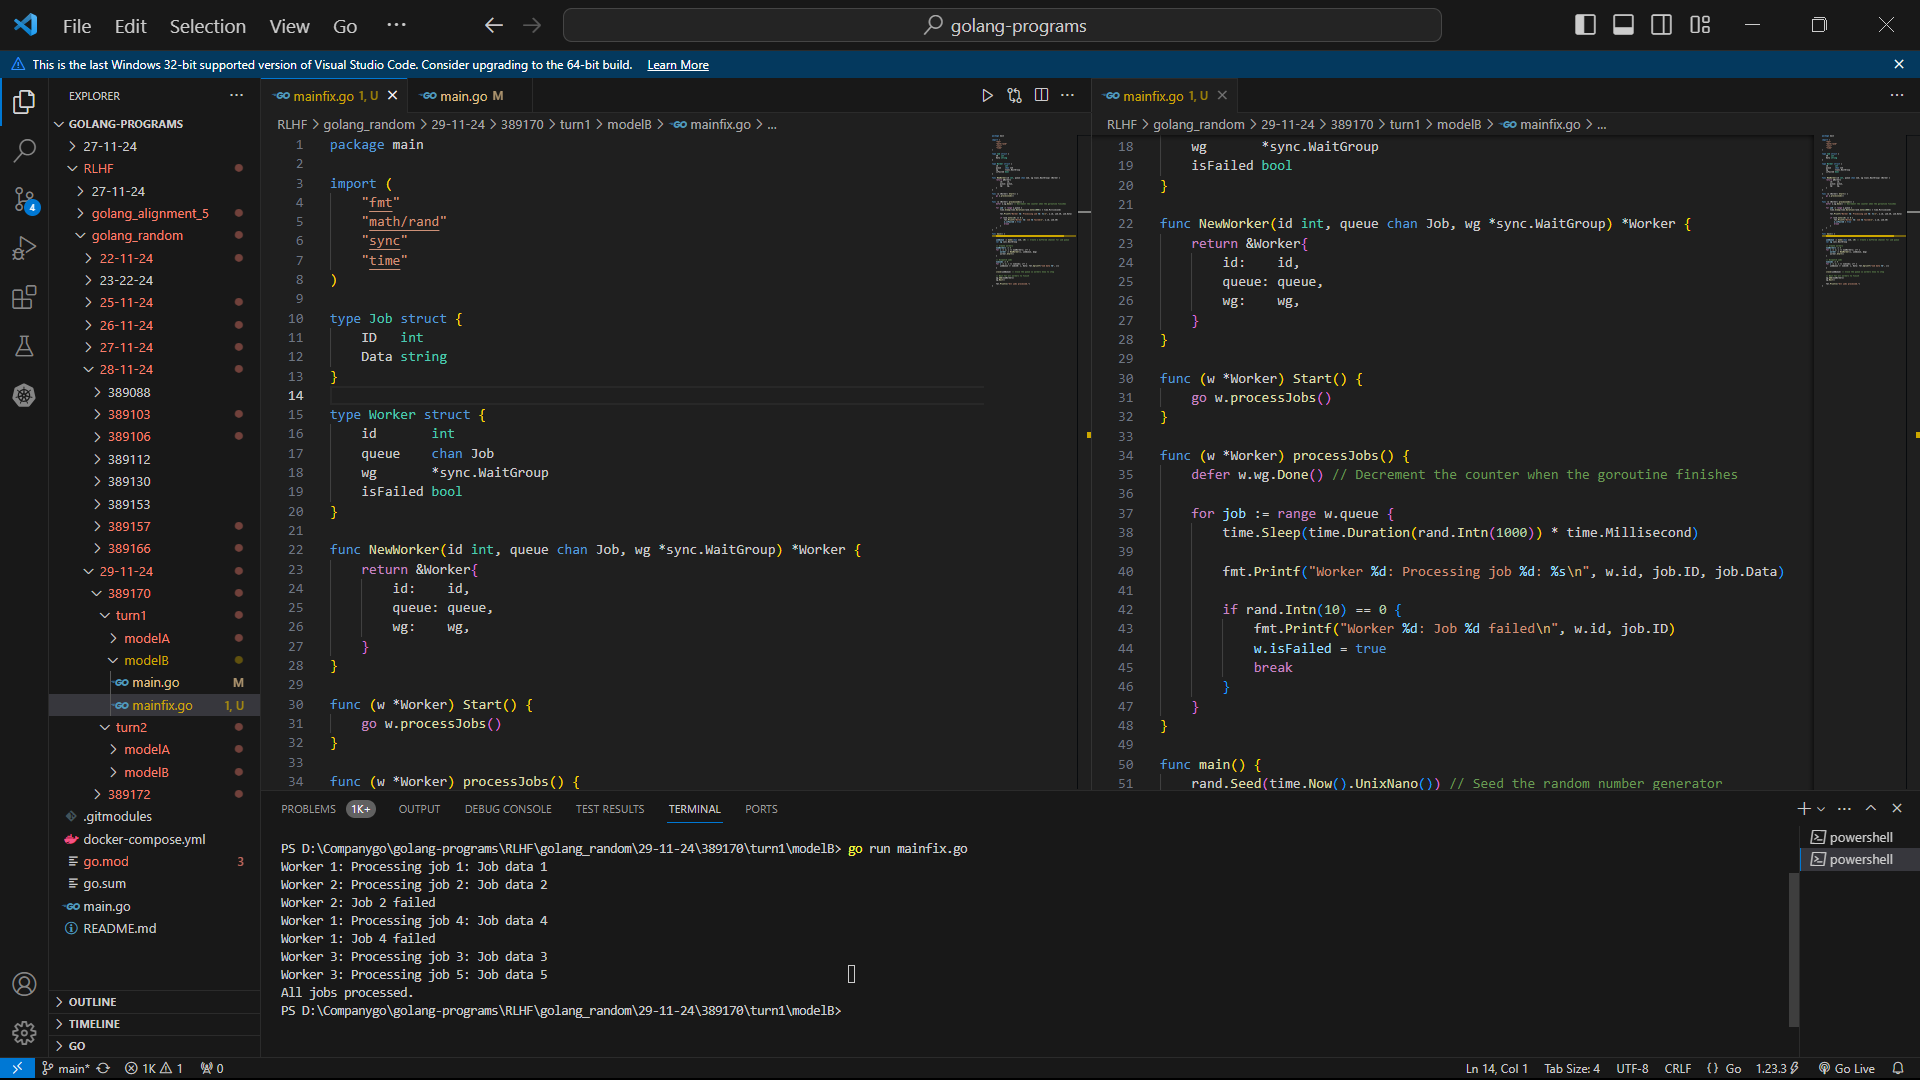 File Edit Selection View Go ··· golang-programs
This is the last Windows 32-bit supported version of Visual Studio Code. Consider upgrading to the 64-bit build. Learn More
EXPLORER
GOLANG-PROGRAMS
27-11-24
RLHF
27-11-24
golang_alignment_5
golang_random
22-11-24
23-22-24
25-11-24
26-11-24
27-11-24
28-11-24
389088
389103
389106
389112
389130
389153
389157
389166
29-11-24
389170
turn1
modelA
modelB
main.go M
mainfix.go 1, U
turn2
modelA
modelB
389172
.gitmodules
docker-compose.yml
go.mod 3
go.sum
main.go
README.md
OUTLINE
TIMELINE
GO
4
mainfix.go 1, U main.go M
RLHF > golang_random > 29-11-24 > 389170 > turn1 > modelB > mainfix.go > ...
1 package main
2
3 import (
4 "fmt"
5 "math/rand"
6 "sync"
7 "time"
8 )
9
10 type Job struct {
11 ID int
12 Data string
13 }
14
15 type Worker struct {
16 id int
17 queue chan Job
18 wg *sync.WaitGroup
19 isFailed bool
20 }
21
22 func NewWorker(id int, queue chan Job, wg *sync.WaitGroup) *Worker {
23 return &Worker{
24 id: id,
25 queue: queue,
26 wg: wg,
27 }
28 }
29
30 func (w *Worker) Start() {
31 go w.processJobs()
32 }
33
34 func (w *Worker) processJobs() {
mainfix.go 1, U
RLHF > golang_random > 29-11-24 > 389170 > turn1 > modelB > mainfix.go > ...
18 wg *sync.WaitGroup
19 isFailed bool
20 }
21
22 func NewWorker(id int, queue chan Job, wg *sync.WaitGroup) *Worker {
23 return &Worker{
24 id: id,
25 queue: queue,
26 wg: wg,
27 }
28 }
29
30 func (w *Worker) Start() {
31 go w.processJobs()
32 }
33
34 func (w *Worker) processJobs() {
35 defer w.wg.Done() // Decrement the counter when the goroutine finishes
36
37 for job := range w.queue {
38 time.Sleep(time.Duration(rand.Intn(1000)) * time.Millisecond)
39
40 fmt.Printf("Worker %d: Processing job %d: %s\n", w.id, job.ID, job.Data)
41
42 if rand.Intn(10) == 0 {
43 fmt.Printf("Worker %d: Job %d failed\n", w.id, job.ID)
44 w.isFailed = true
45 break
46 }
47 }
48 }
49
50 func main() {
51 rand.Seed(time.Now().UnixNano()) // Seed the random number generator
PROBLEMS 1K+ OUTPUT DEBUG CONSOLE TEST RESULTS TERMINAL PORTS
PS D:\Companygo\golang-programs\RLHF\golang_random\29-11-24\389170\turn1\modelB> go run mainfix.go
Worker 1: Processing job 1: Job data 1
Worker 2: Processing job 2: Job data 2
Worker 2: Job 2 failed
Worker 1: Processing job 4: Job data 4
Worker 1: Job 4 failed
Worker 3: Processing job 3: Job data 3
Worker 3: Processing job 5: Job data 5
All jobs processed.
PS D:\Companygo\golang-programs\RLHF\golang_random\29-11-24\389170\turn1\modelB>
powershell
powershell
main* 1K 1 0 Ln 14, Col 1 Tab Size: 4 UTF-8 CRLF {} Go 1.23.3 Go Live